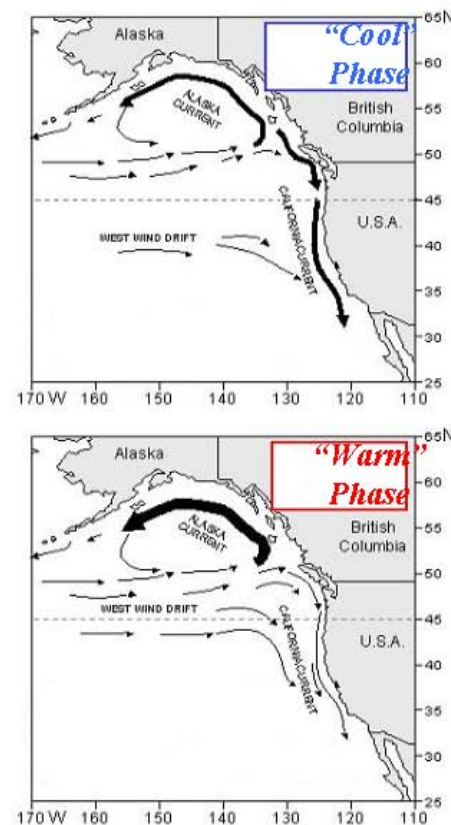 65N
"Cool"
Phase
Alaska
60
ALASKA
CURRENT
55
British
Columbia
50
45
CALIFORNIA CURRENT
U.S.A.
WEST WIND DRIFT
40
35
30
25
170 W 160 150 140 130 120 110
65N
"Warm"
Phase
Alaska
60
ALASKA
CURRENT
55
British
Columbia
50
WEST WIND DRIFT
45
CALIFORNIA CURRENT
U.S.A.
40
35
30
25
170 W 160 150 140 130 120 110